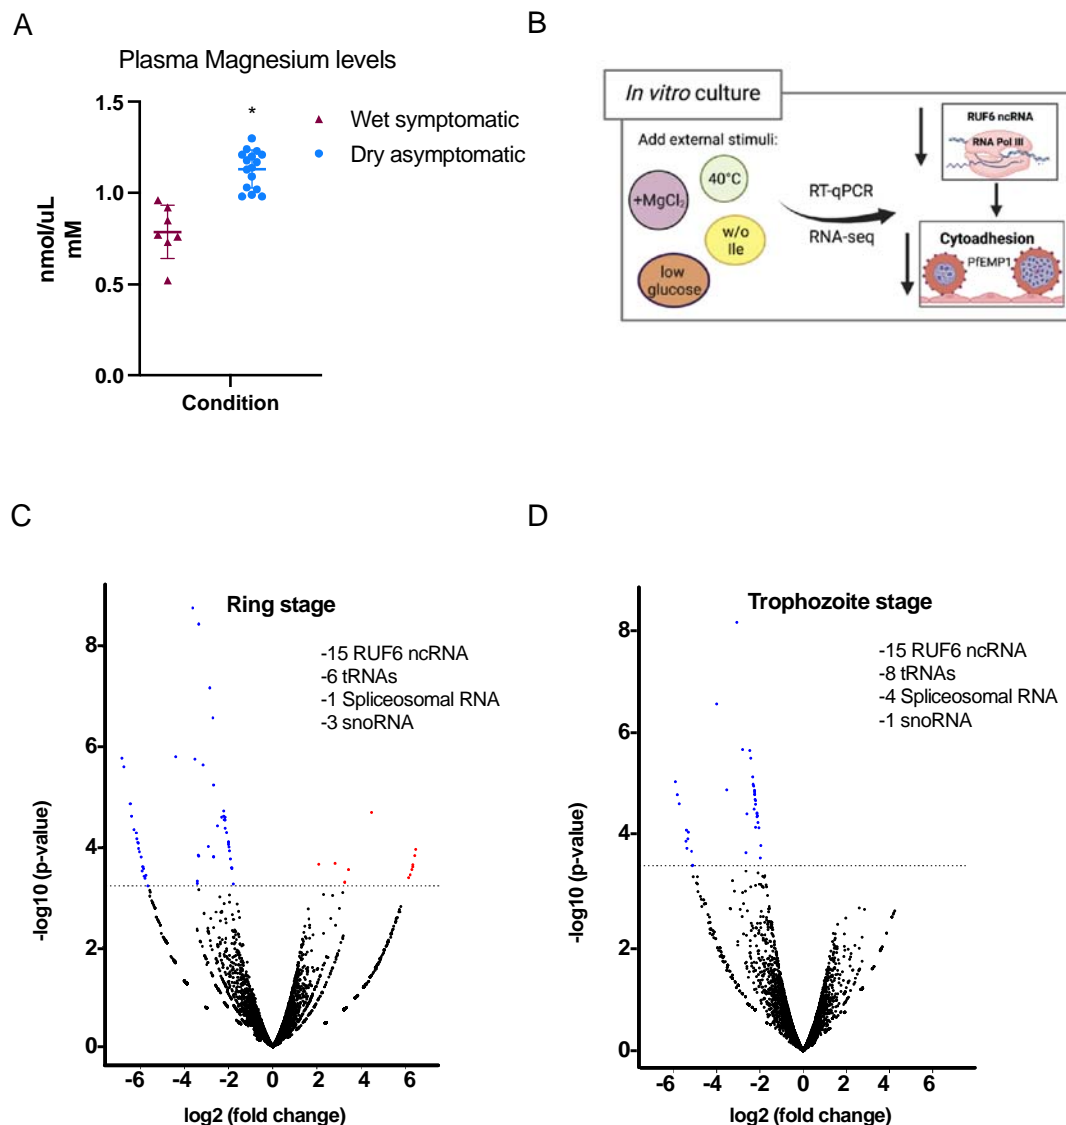 A
Plasma Magnesium levels
nmol/uL
mM
1.5
1.0
0.5
0.0
*
Wet symptomatic
Dry asymptomatic
Condition
B
In vitro culture
Add external stimuli:
+MgCl₂
40°C
w/o
Ile
low
glucose
RT-qPCR
RNA-seq
RUF6 ncRNA
RNA Pol III
Cytoadhesion
PfEMP1
C
Ring stage
-15 RUF6 ncRNA
-6 tRNAs
-1 Spliceosomal RNA
-3 snoRNA
-log10 (p-value)
8
6
4
2
0
-6 -4 -2 0 2 4 6
log2 (fold change)
D
Trophozoite stage
-15 RUF6 ncRNA
-8 tRNAs
-4 Spliceosomal RNA
-1 snoRNA
-log10 (p-value)
8
6
4
2
0
-6 -4 -2 0 2 4 6
log2 (fold change)